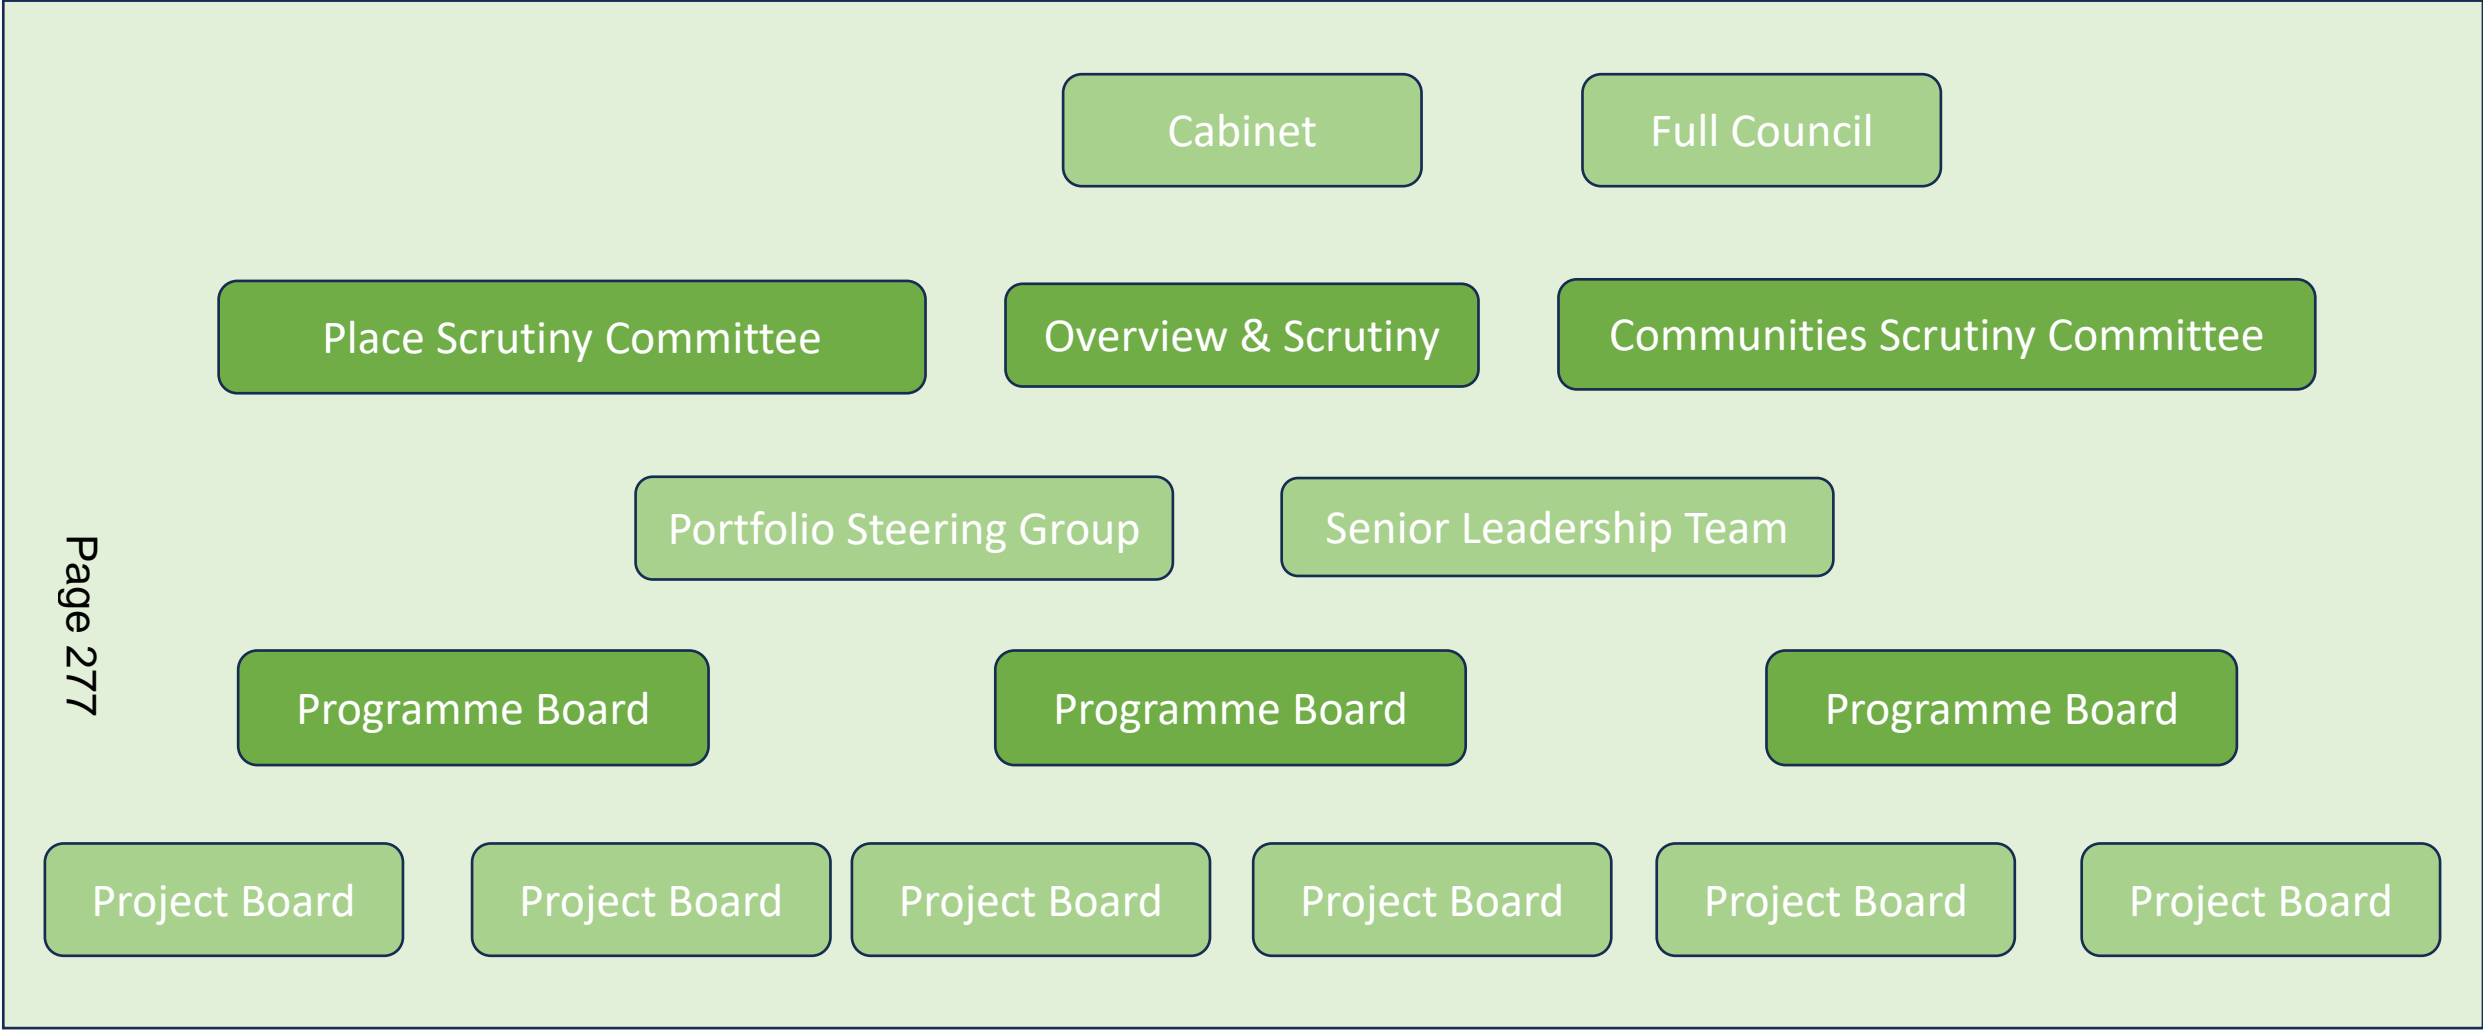 Cabinet
Full Council
Place Scrutiny Committee
Overview & Scrutiny
Communities Scrutiny Committee
Portfolio Steering Group
Senior Leadership Team
Page 277
Programme Board
Programme Board
Programme Board
Project Board
Project Board
Project Board
Project Board
Project Board
Project Board